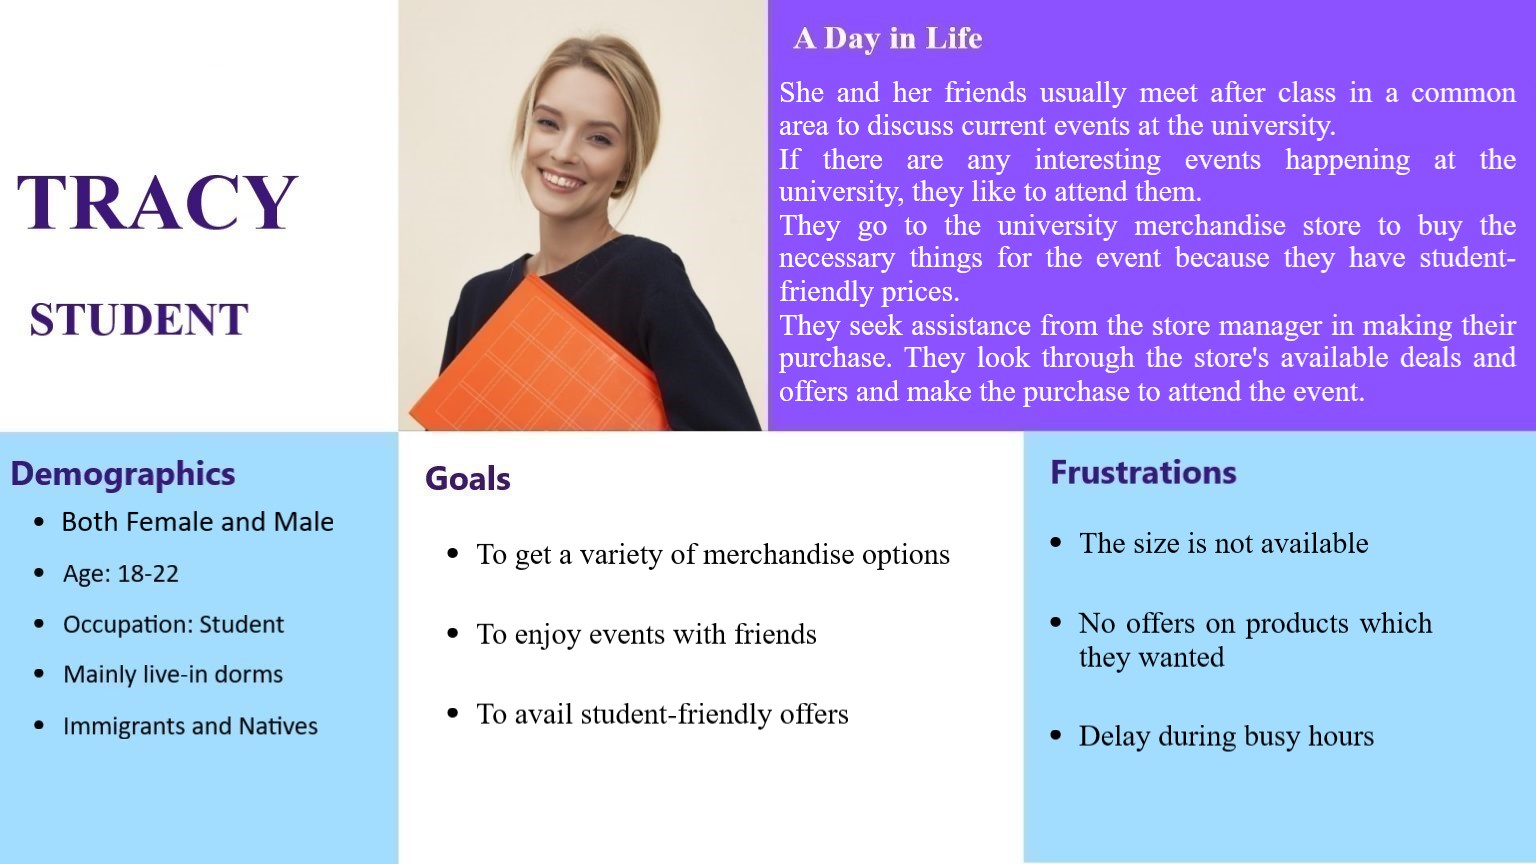 TRACY
STUDENT
A Day in Life
She and her friends usually meet after class in a common
area to discuss current events at the university.
If there are any interesting events happening at the
university, they like to attend them.
They go to the university merchandise store to buy the
necessary things for the event because they have student-
friendly prices.
They seek assistance from the store manager in making their
purchase. They look through the store's available deals and
offers and make the purchase to attend the event.
Demographics
• Both Female and Male
• Age: 18-22
• Occupation: Student
• Mainly live-in dorms
• Immigrants and Natives
Goals
• To get a variety of merchandise options
• To enjoy events with friends
• To avail student-friendly offers
Frustrations
• The size is not available
• No offers on products which
they wanted
• Delay during busy hours